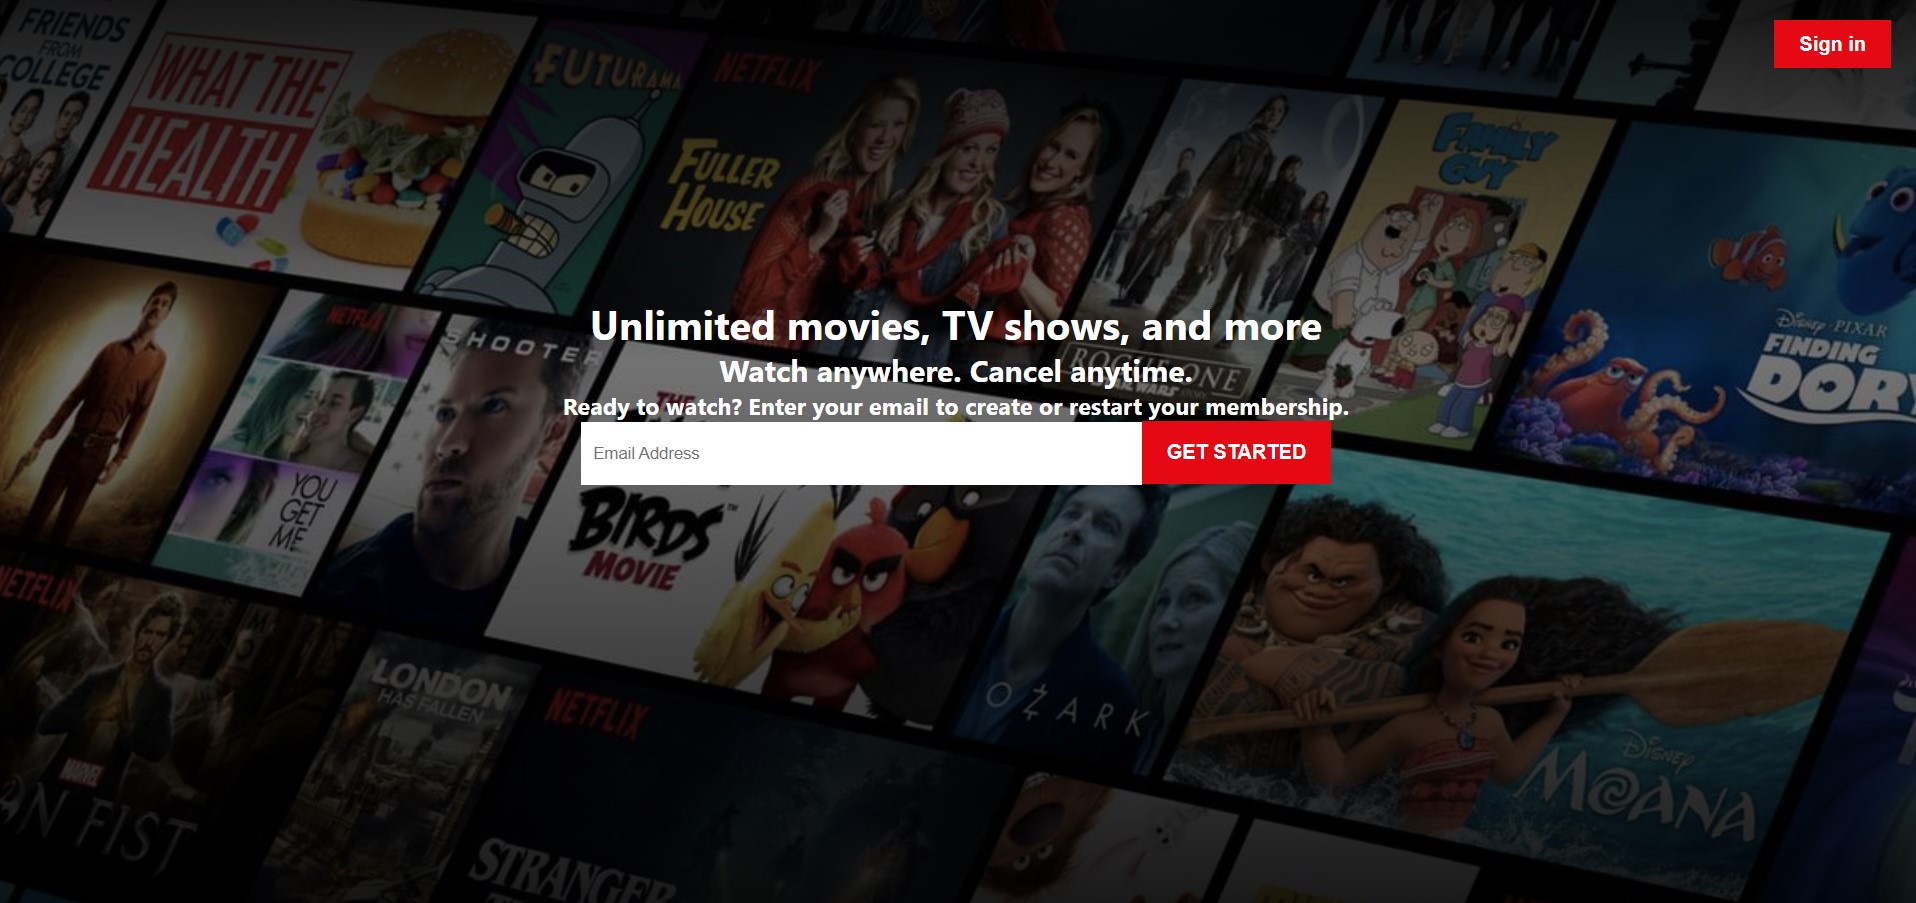 Sign in
FRIENDS
FROM
COLLEGE
WHAT THE
HEALTH
FUTURAMA
NETFLIX
FULLER
HOUSE
FAMILY
GUY
DISNEY·PIXAR
FINDING
DORY
Unlimited movies, TV shows, and more
ROGUE ONE
Watch anywhere. Cancel anytime.
Ready to watch? Enter your email to create or restart your membership.
Email Address
GET STARTED
NETFLIX
YOU
GET
ME
SHOOTER
THE
BIRDS™
MOVIE
OZARK
DISNEY
MOANA
NETFLIX
MARVEL
ON FIST
LONDON
HAS FALLEN
NETFLIX
STRANGER